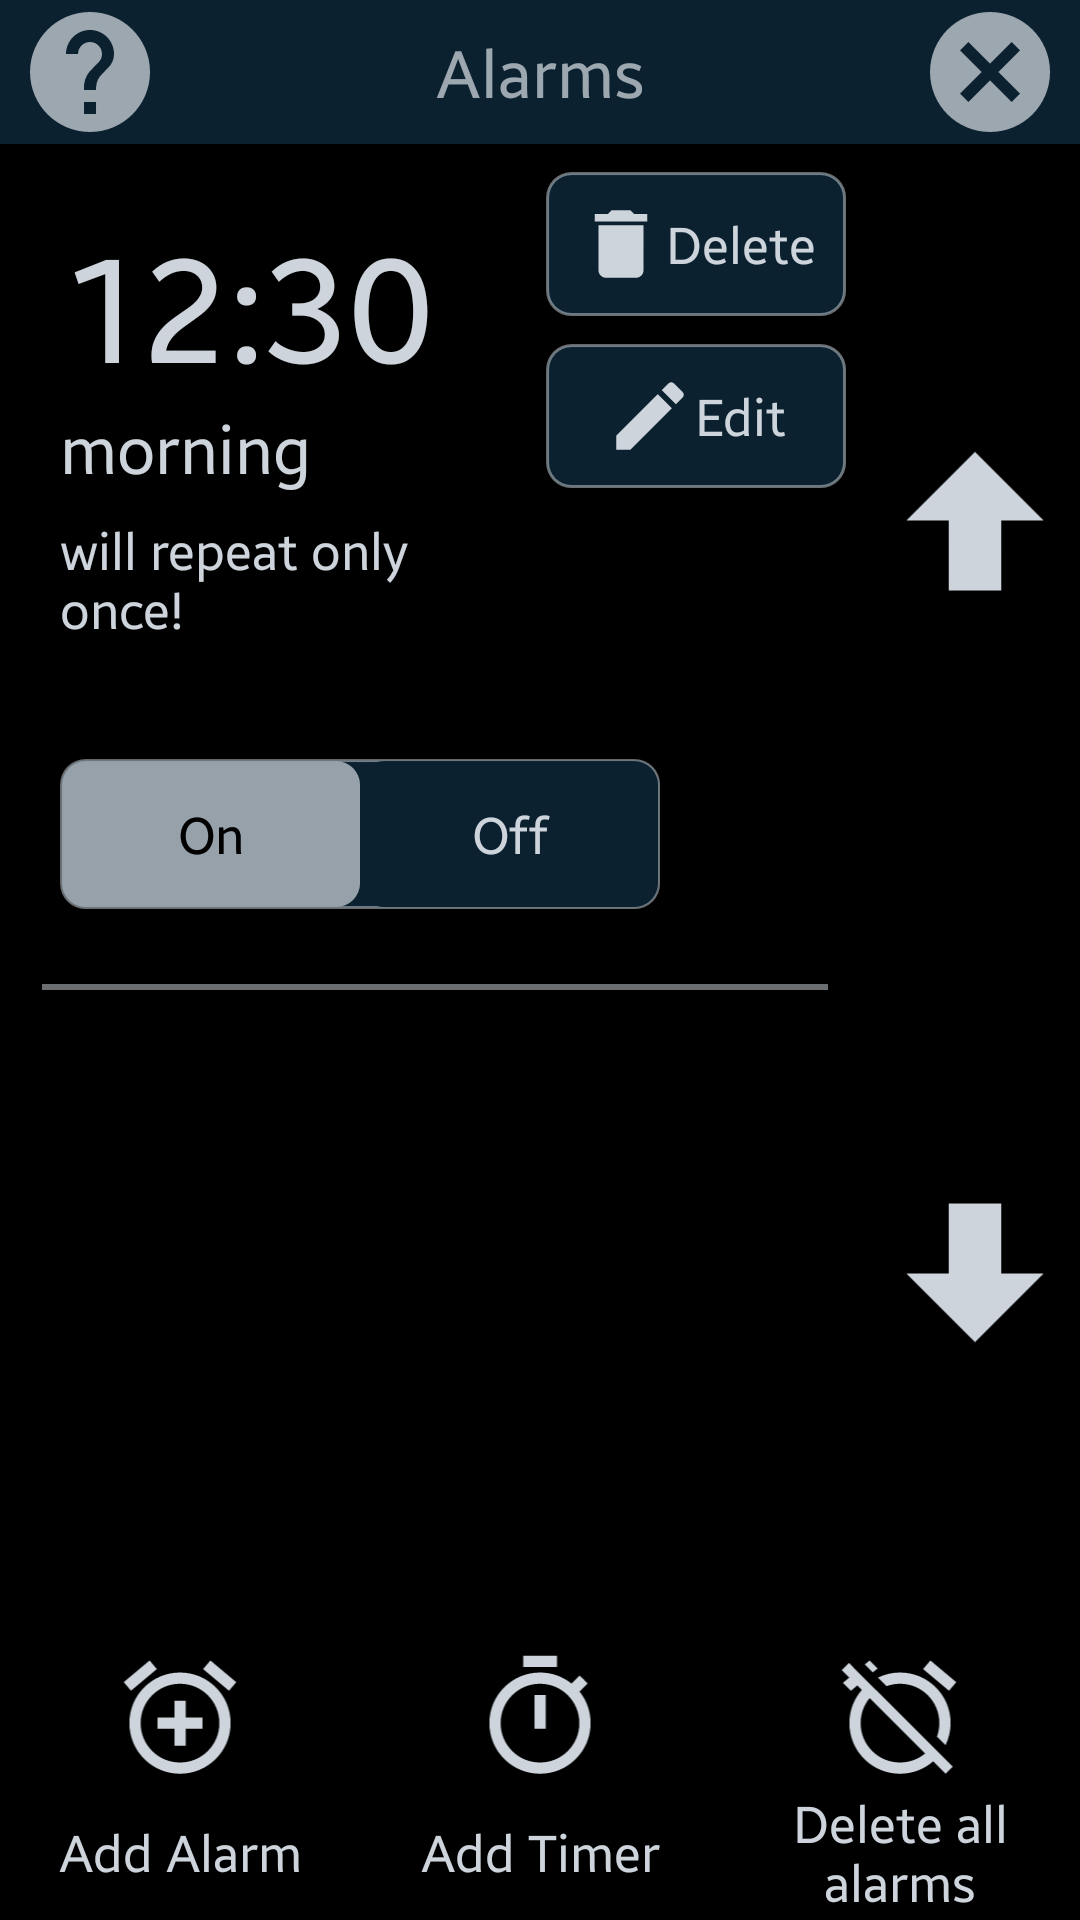 Alarms
12:30
morning
will repeat only
once!
Delete
Edit
On
Off
Add Alarm
Add Timer
Delete all
alarms